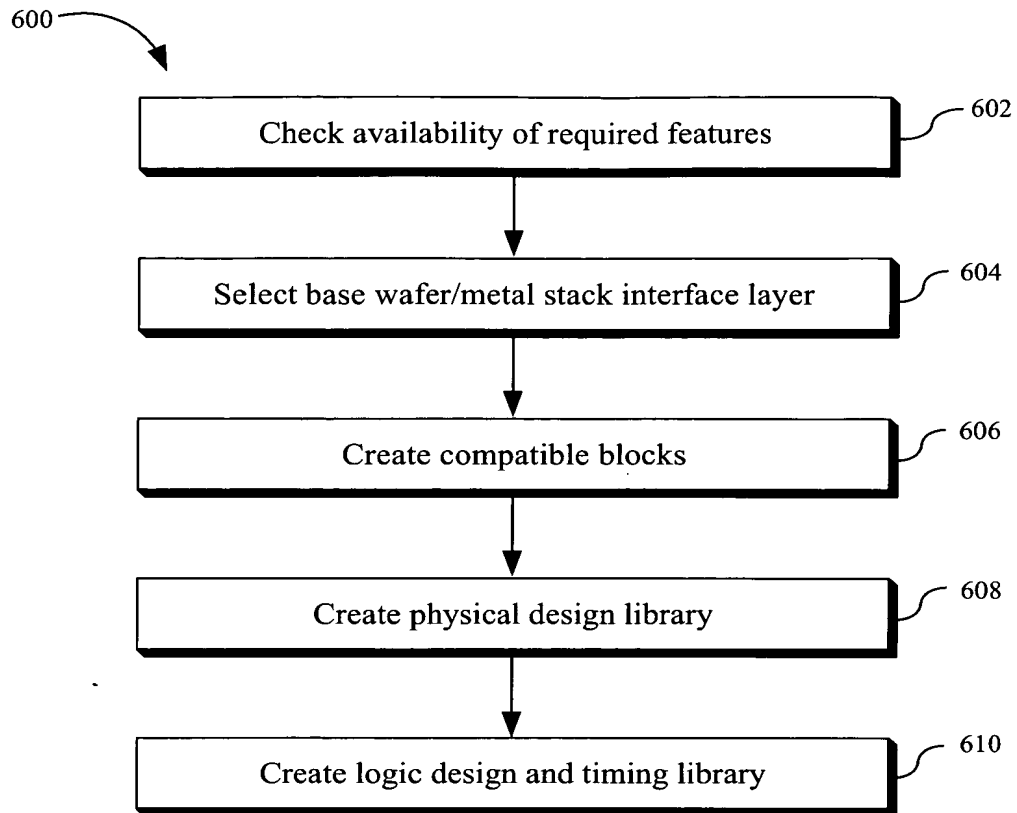 600
Check availability of required features
602
Select base wafer/metal stack interface layer
604
Create compatible blocks
606
Create physical design library
608
Create logic design and timing library
610